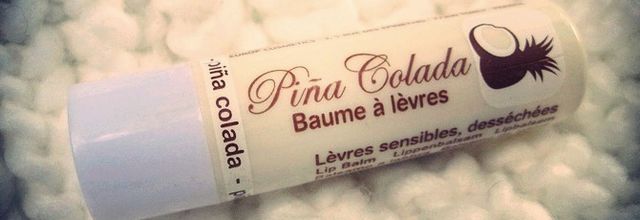 piña colada - p
Piña Colada
Baume à lèvres
Lèvres sensibles, desséchées
Lip Balm Lippenbalsam Lipbalsem